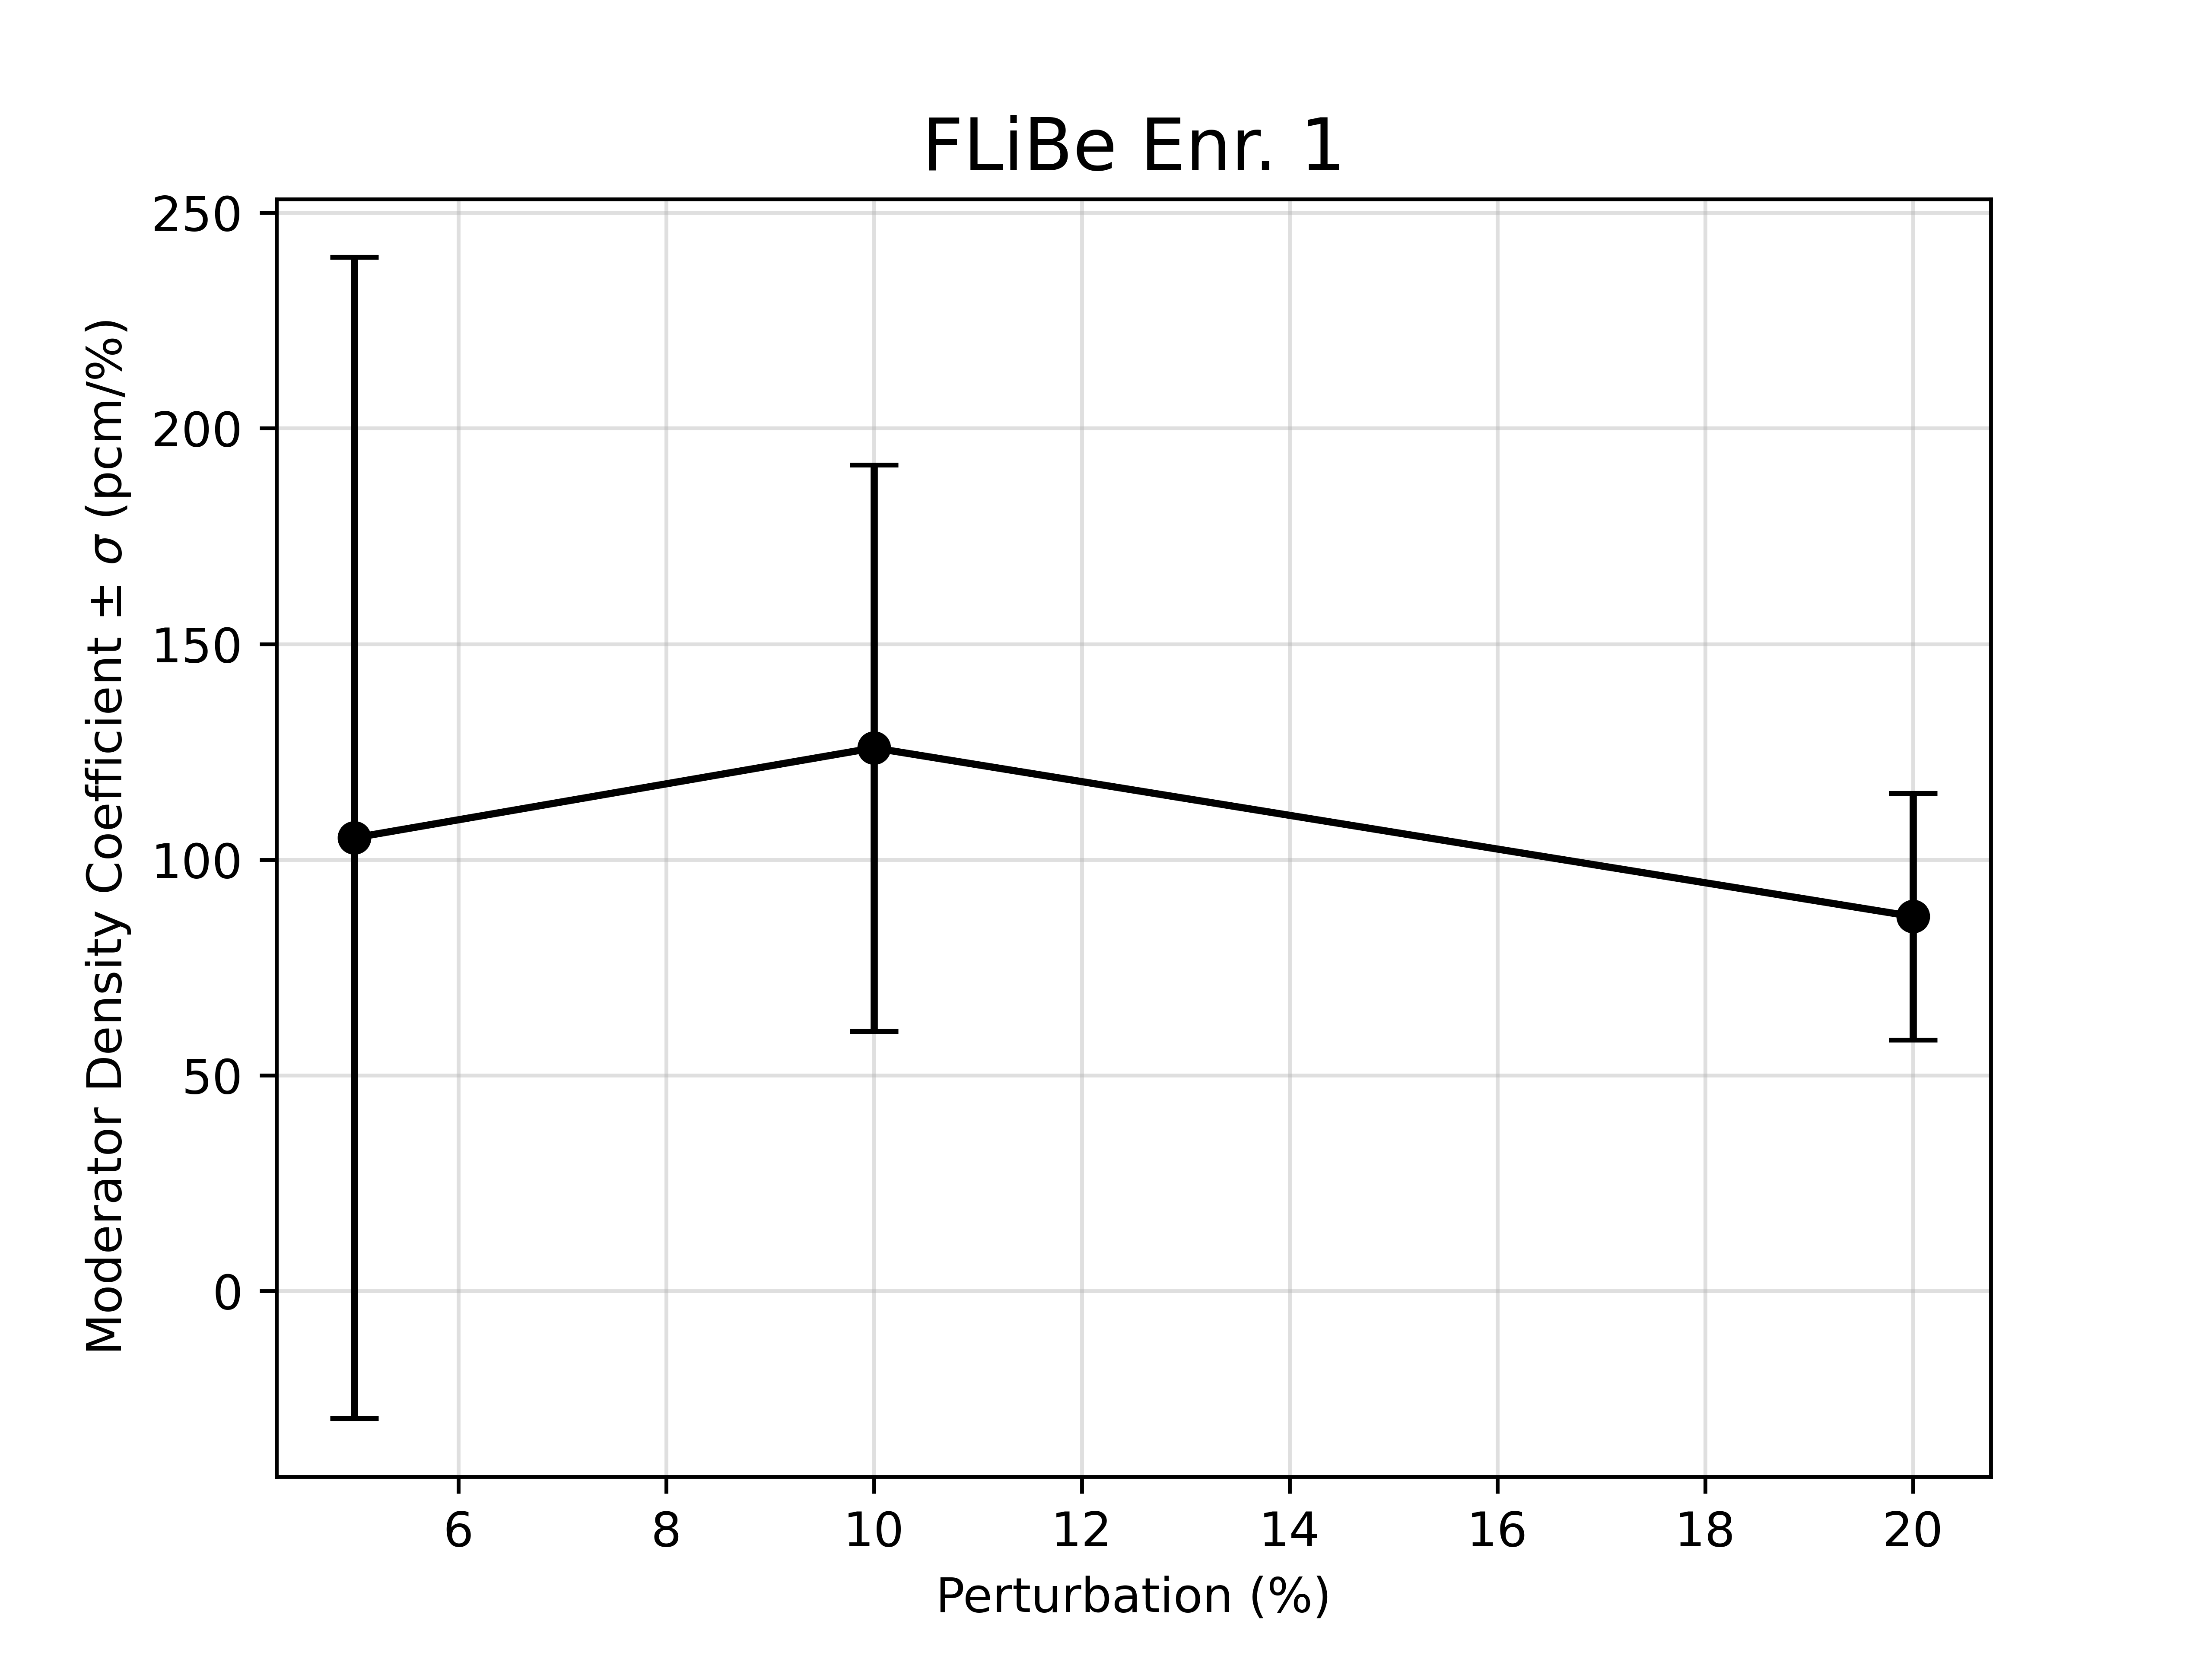 FLiBe Enr. 1
Moderator Density Coefficient ± σ (pcm/%)
250
200
150
100
50
0
6 8 10 12 14 16 18 20
Perturbation (%)